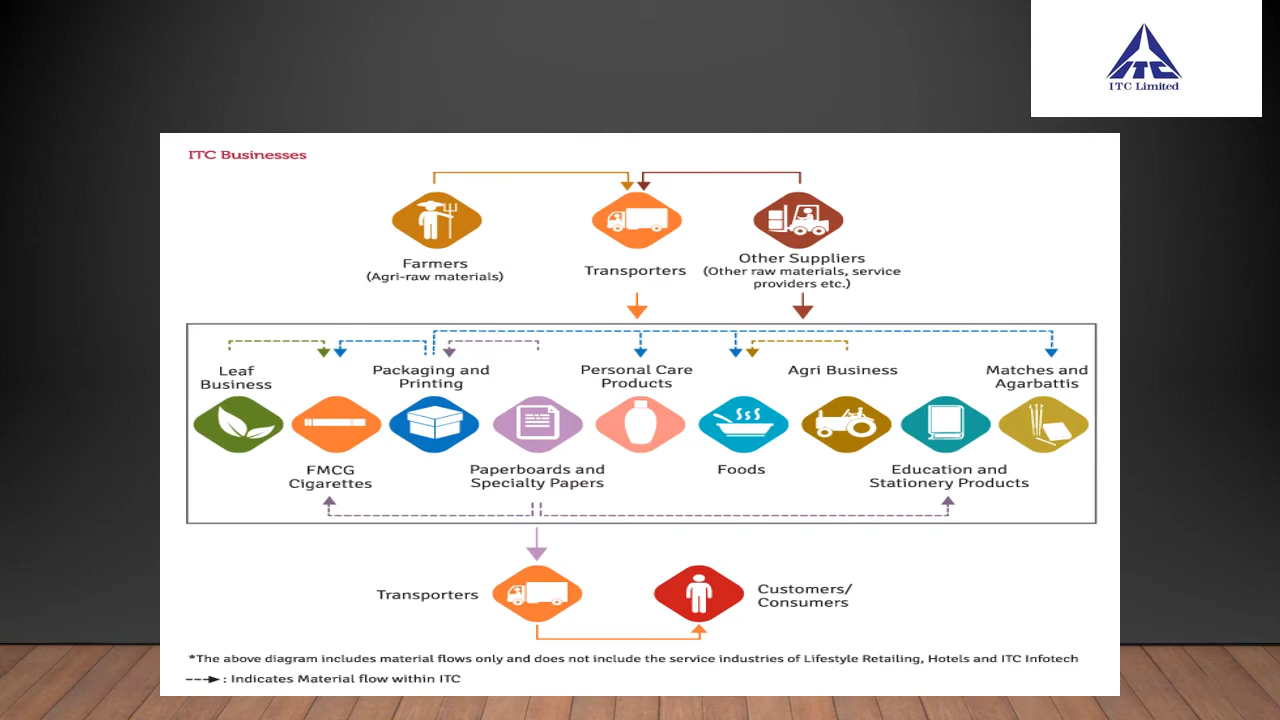 ITC
ITC Limited
ITC Businesses
Farmers
(Agri-raw materials)
Transporters
Other Suppliers
(Other raw materials, service
providers etc.)
Leaf
Business
Packaging and
Printing
Personal Care
Products
Agri Business
Matches and
Agarbattis
FMCG
Cigarettes
Paperboards and
Specialty Papers
Foods
Education and
Stationery Products
Transporters
Customers/
Consumers
*The above diagram includes material flows only and does not include the service industries of Lifestyle Retailing, Hotels and ITC Infotech
: Indicates Material flow within ITC